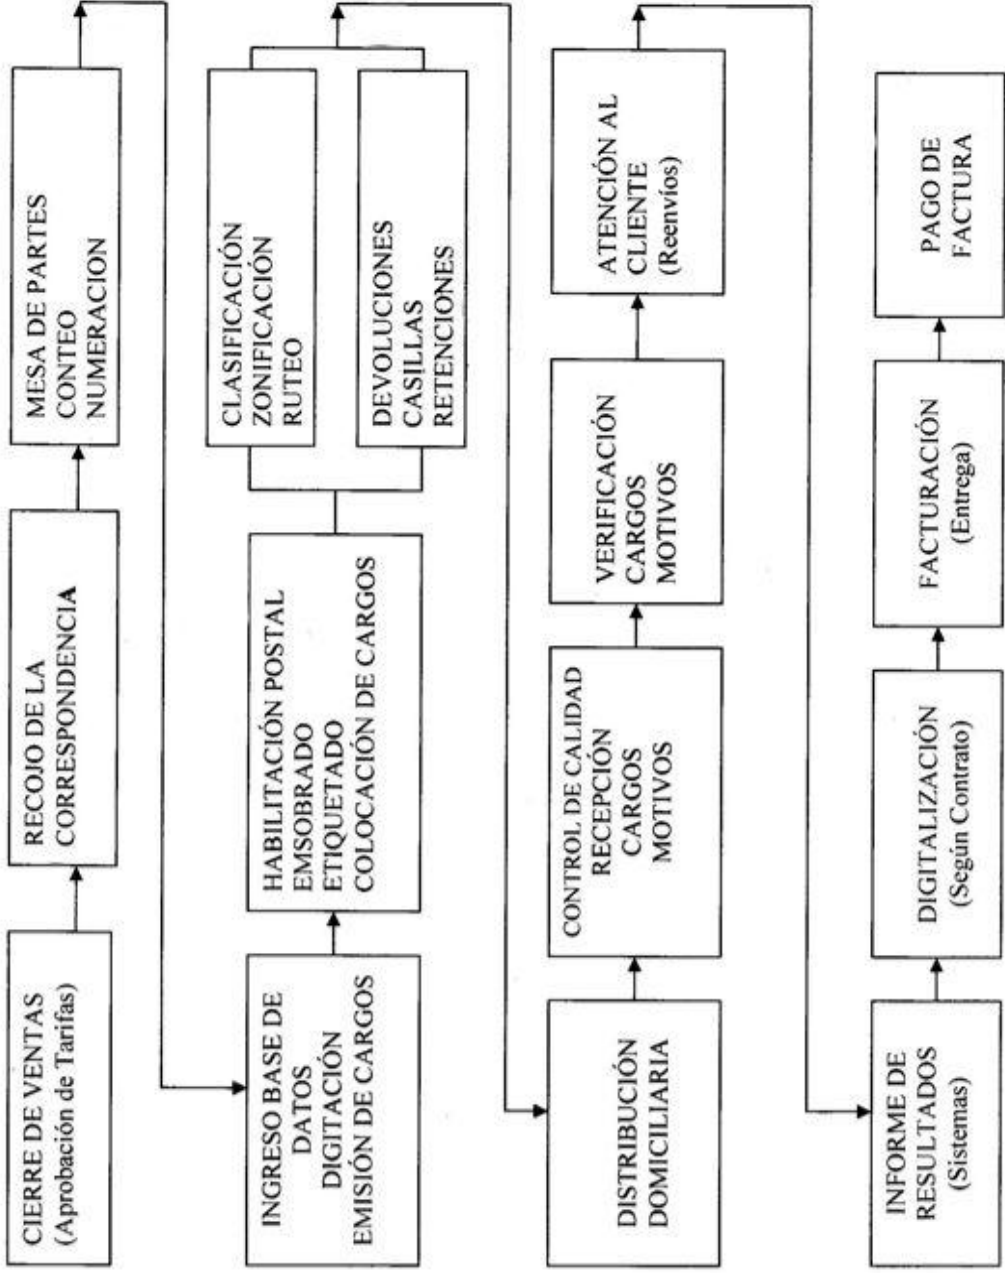 CIERRE DE VENTAS
(Aprobación de Tarifas)
RECOJO DE LA
CORRESPONDENCIA
MESA DE PARTES
CONTEO
NUMERACION
INGRESO BASE DE
DATOS
DIGITACIÓN
EMISIÓN DE CARGOS
HABILITACIÓN POSTAL
EMSOBRADO
ETIQUETADO
COLOCACIÓN DE CARGOS
CLASIFICACIÓN
ZONIFICACIÓN
RUTEO
DEVOLUCIONES
CASILLAS
RETENCIONES
DISTRIBUCIÓN
DOMICILIARIA
CONTROL DE CALIDAD
RECEPCIÓN
CARGOS
MOTIVOS
VERIFICACIÓN
CARGOS
MOTIVOS
ATENCIÓN AL
CLIENTE
(Reenvíos)
INFORME DE
RESULTADOS
(Sistemas)
DIGITALIZACIÓN
(Según Contrato)
FACTURACIÓN
(Entrega)
PAGO DE
FACTURA